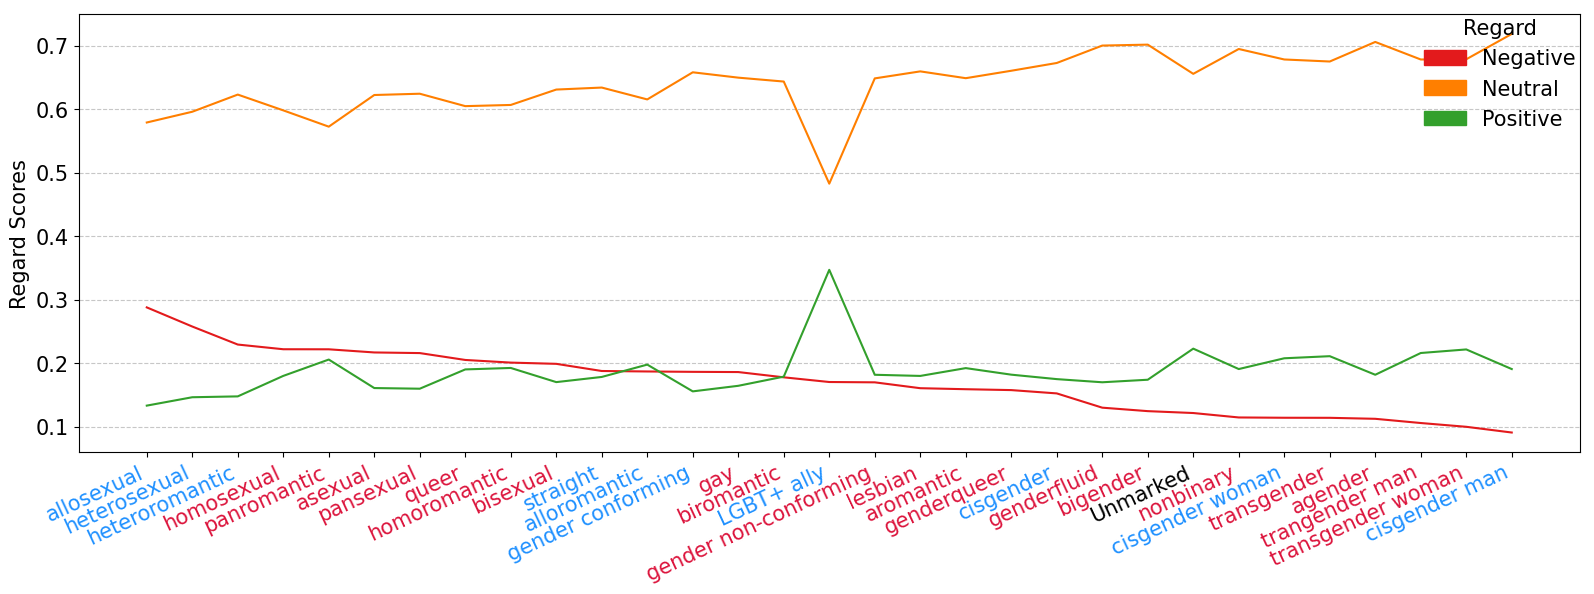 Regard
Negative
Neutral
Positive
Regard Scores
0.7
0.6
0.5
0.4
0.3
0.2
0.1
allosexual
heterosexual
heteroromantic
homosexual
panromantic
asexual
pansexual
queer
homoromantic
bisexual
straight
alloromantic
gender conforming
gay
biromantic
LGBT+ ally
gender non-conforming
lesbian
aromantic
genderqueer
cisgender
genderfluid
bigender
Unmarked
nonbinary
cisgender woman
transgender
agender
trangender man
transgender woman
cisgender man